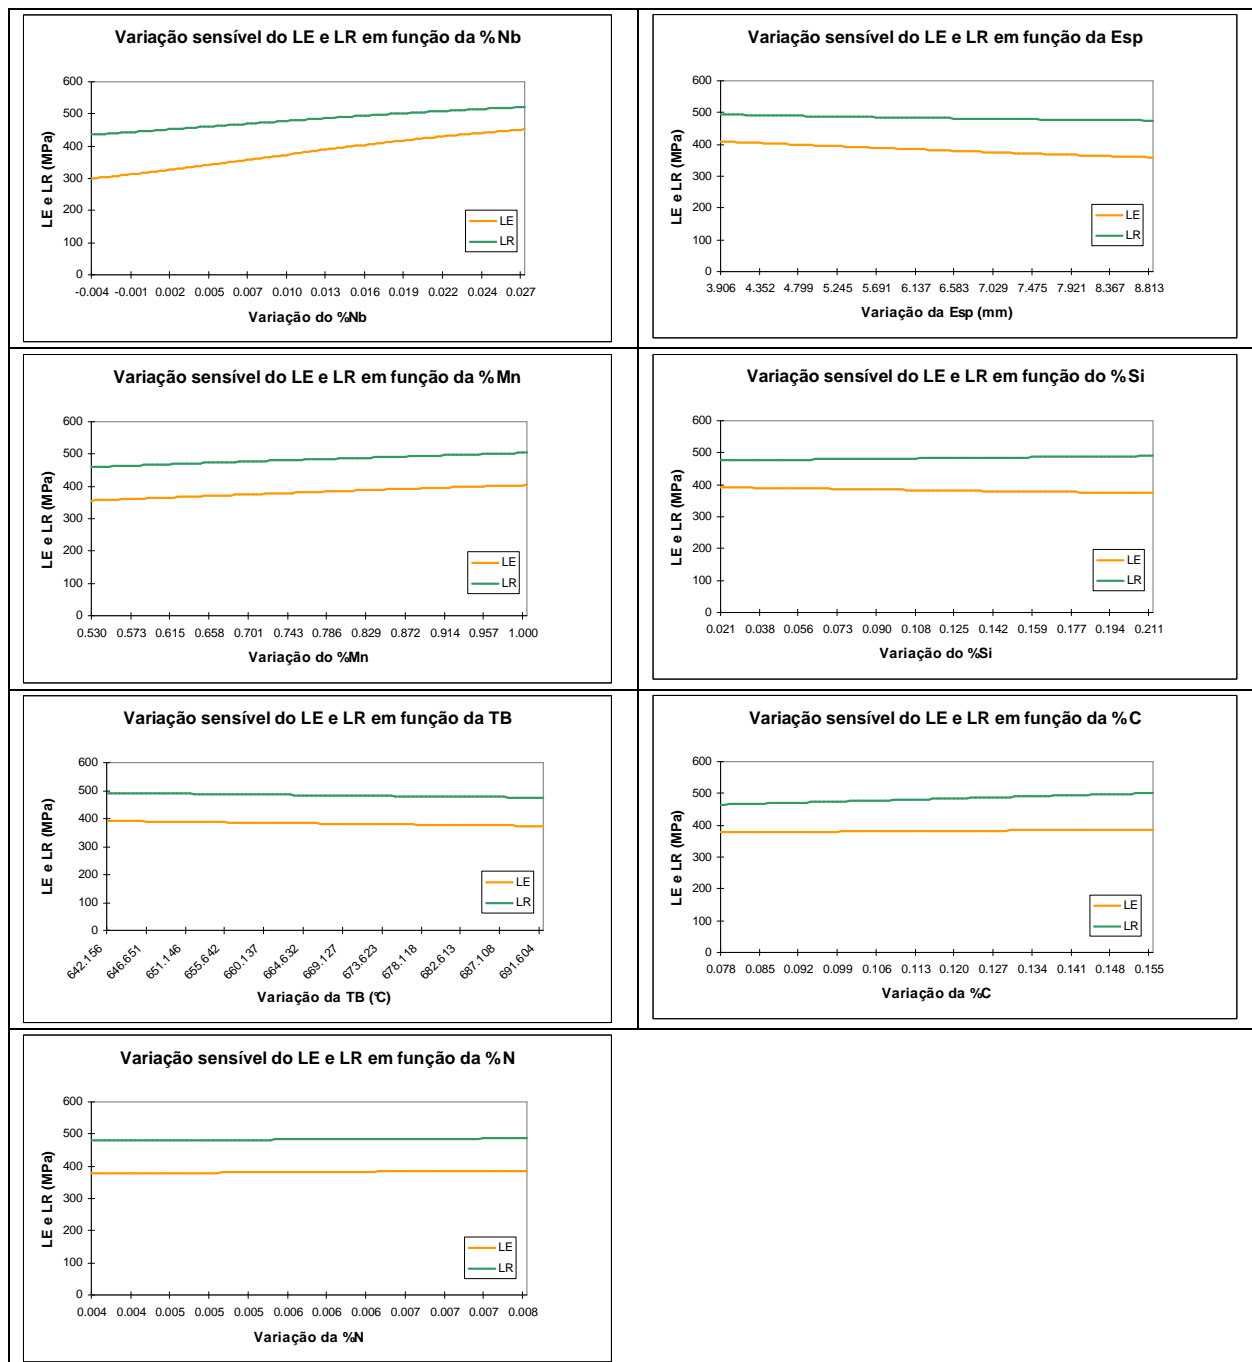 Variação sensível do LE e LR em função da %Nb
LE e LR (MPa)
600
500
400
300
200
100
0
LE
LR
-0.004 -0.001 0.002 0.005 0.007 0.010 0.013 0.016 0.019 0.022 0.024 0.027
Variação do %Nb
Variação sensível do LE e LR em função da Esp
LE e LR (MPa)
600
500
400
300
200
100
0
LE
LR
3.906 4.352 4.799 5.245 5.691 6.137 6.583 7.029 7.475 7.921 8.367 8.813
Variação da Esp (mm)
Variação sensível do LE e LR em função da %Mn
LE e LR (MPa)
600
500
400
300
200
100
0
LE
LR
0.530 0.573 0.615 0.658 0.701 0.743 0.786 0.829 0.872 0.914 0.957 1.000
Variação do %Mn
Variação sensível do LE e LR em função do %Si
LE e LR (MPa)
600
500
400
300
200
100
0
LE
LR
0.021 0.038 0.056 0.073 0.090 0.108 0.125 0.142 0.159 0.177 0.194 0.211
Variação do %Si
Variação sensível do LE e LR em função da TB
LE e LR (MPa)
600
500
400
300
200
100
0
LE
LR
642.156 646.651 651.146 655.642 660.137 664.632 669.127 673.623 678.118 682.613 687.108 691.604
Variação da TB (°C)
Variação sensível do LE e LR em função da %C
LE e LR (MPa)
600
500
400
300
200
100
0
LE
LR
0.078 0.085 0.092 0.099 0.106 0.113 0.120 0.127 0.134 0.141 0.148 0.155
Variação da %C
Variação sensível do LE e LR em função da %N
LE e LR (MPa)
600
500
400
300
200
100
0
LE
LR
0.004 0.004 0.005 0.005 0.005 0.006 0.006 0.006 0.007 0.007 0.007 0.008
Variação da %N